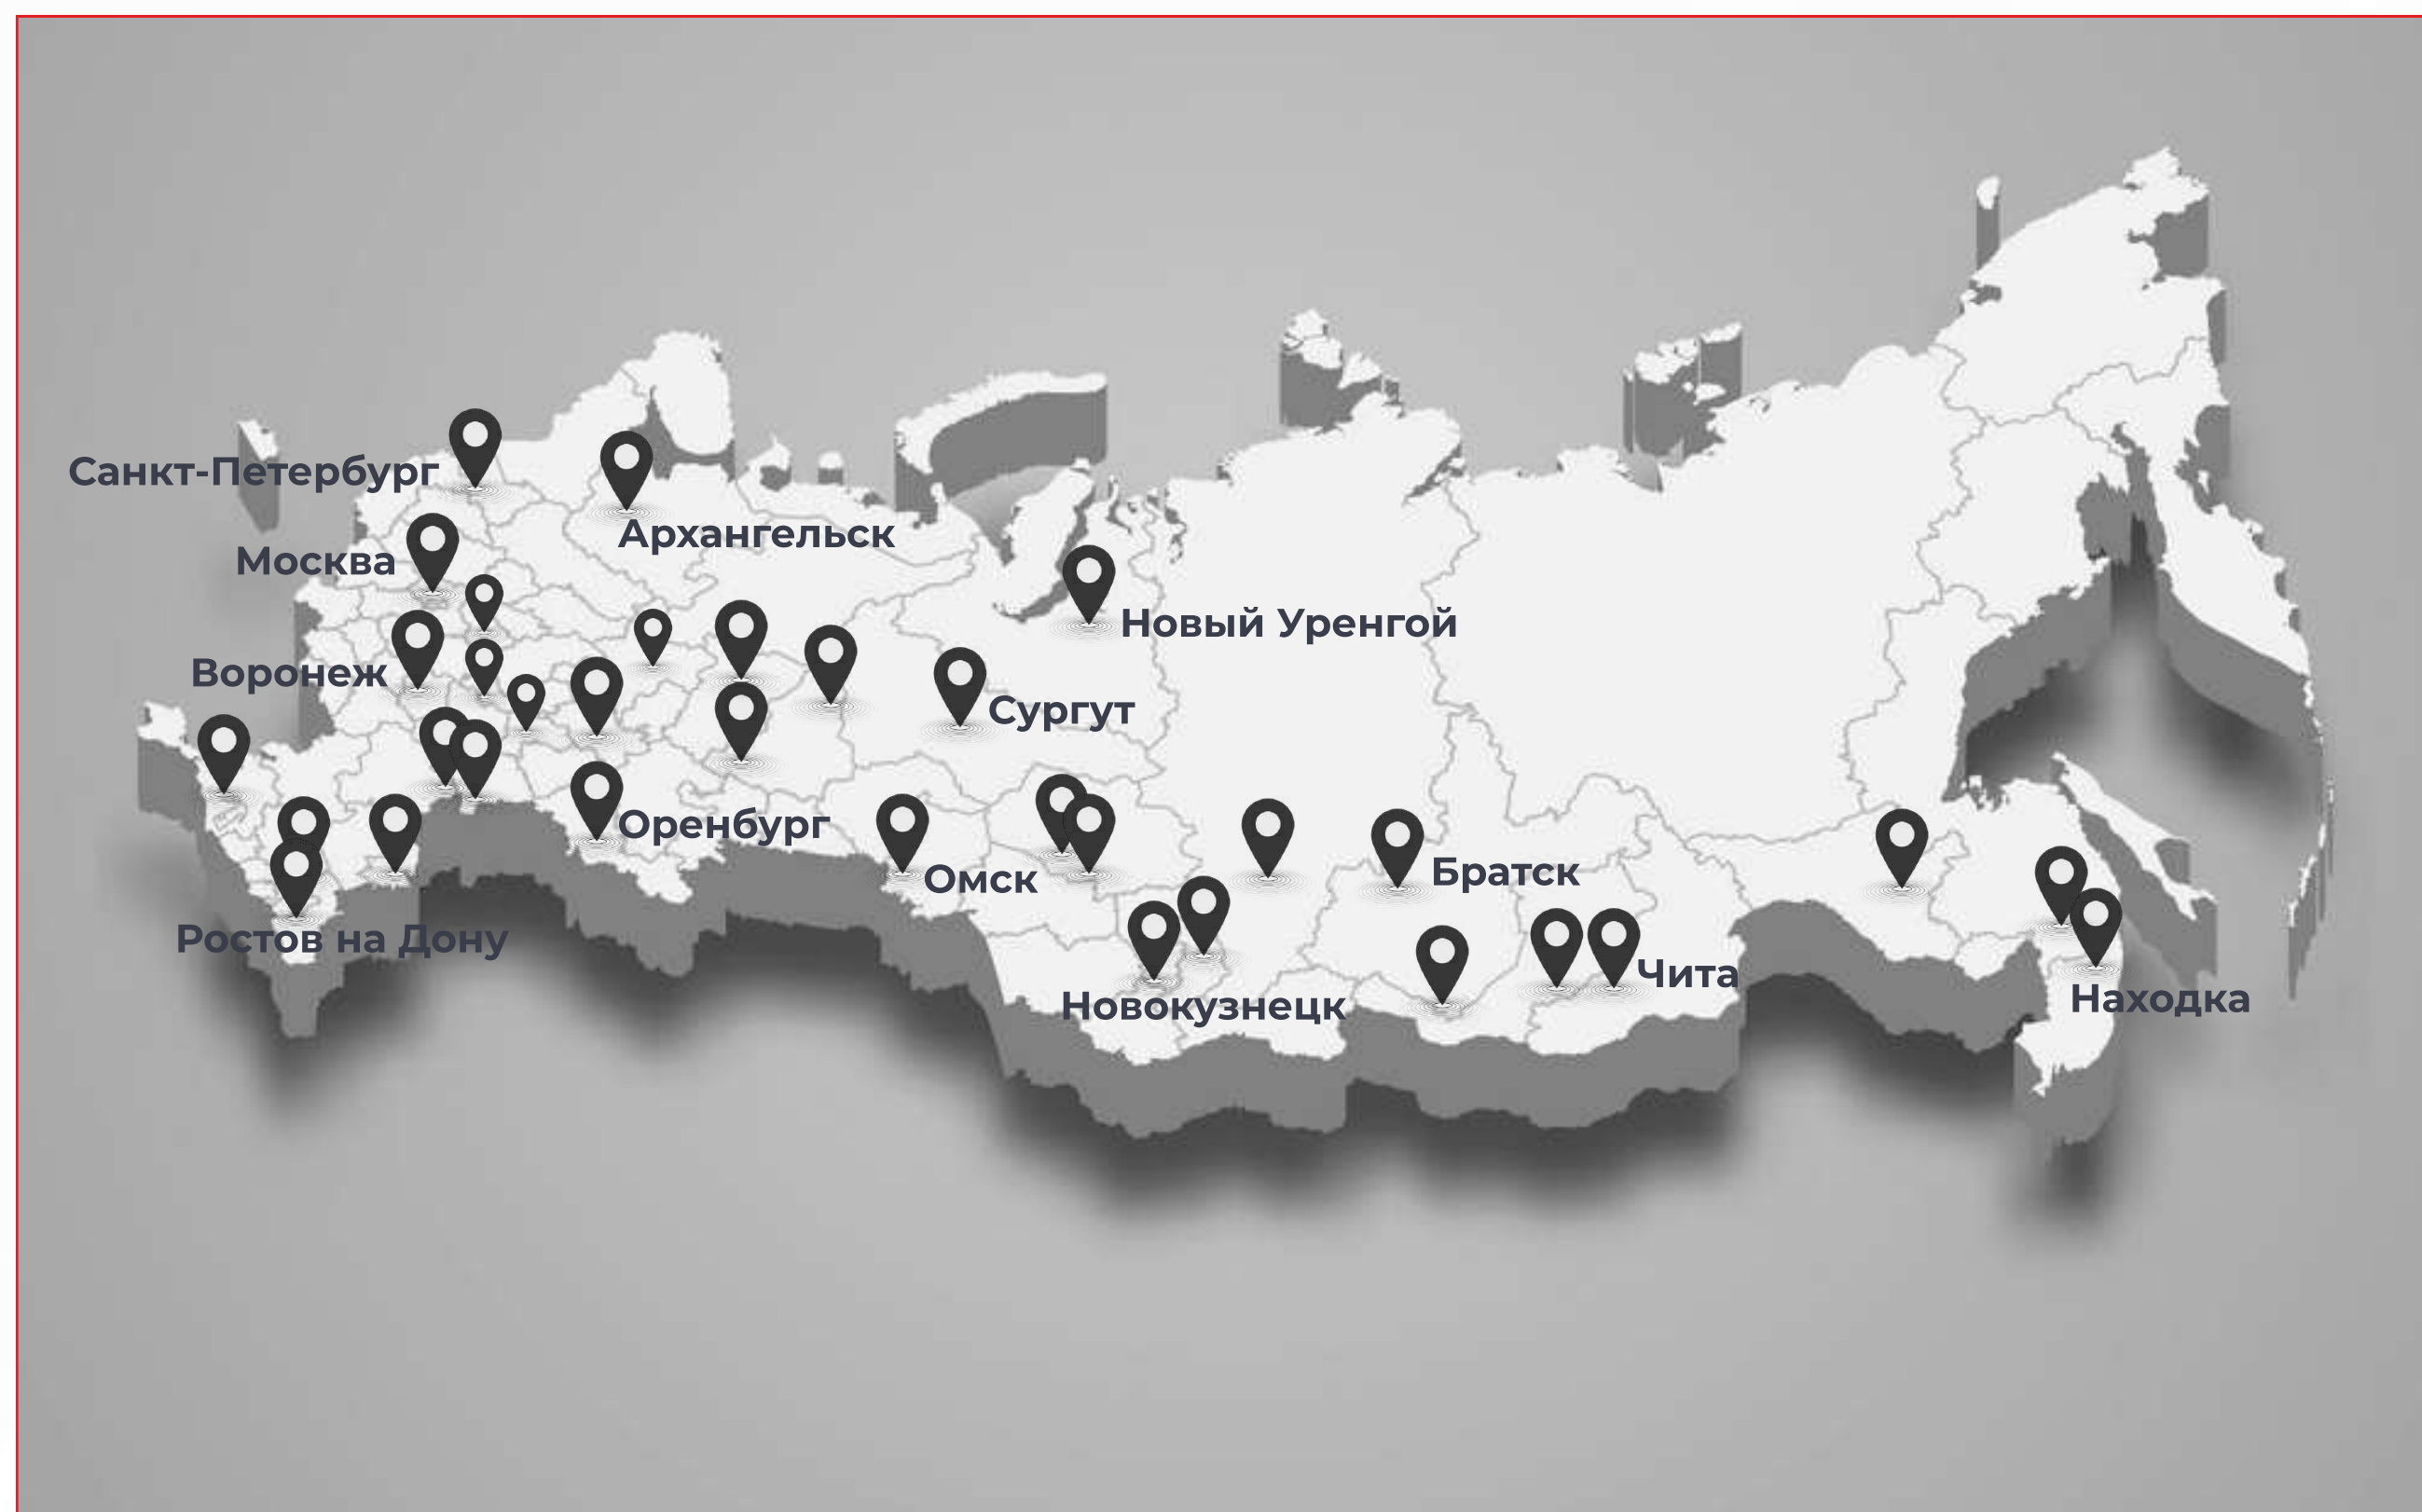 Санкт-Петербург
Архангельск
Москва
Новый Уренгой
Воронеж
Сургут
Оренбург
Омск
Братск
Ростов на Дону
Чита
Новокузнецк
Находка